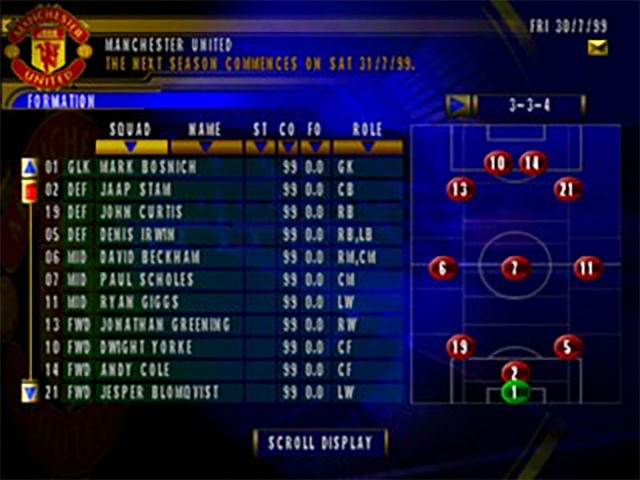 MANCHESTER
UNITED
FRI 30/7/99
MANCHESTER UNITED
THE NEXT SEASON COMMENCES ON SAT 31/7/99.
FORMATION
3-3-4
SQUAD NAME ST CO FO ROLE
01 GLK MARK BOSNICH 99 0.0 GK
02 DEF JAAP STAM 99 0.0 CB
19 DEF JOHN CURTIS 99 0.0 RB
05 DEF DENIS IRWIN 99 0.0 RB,LB
06 MID DAVID BECKHAM 99 0.0 RM,CM
07 MID PAUL SCHOLES 99 0.0 CM
11 MID RYAN GIGGS 99 0.0 LW
13 FWD JONATHAN GREENING 99 0.0 RW
10 FWD DWIGHT YORKE 99 0.0 CF
14 FWD ANDY COLE 99 0.0 CF
21 FWD JESPER BLOMQVIST 99 0.0 LW
10 14
13 21
6 7 11
19 5
2
1
SCROLL DISPLAY